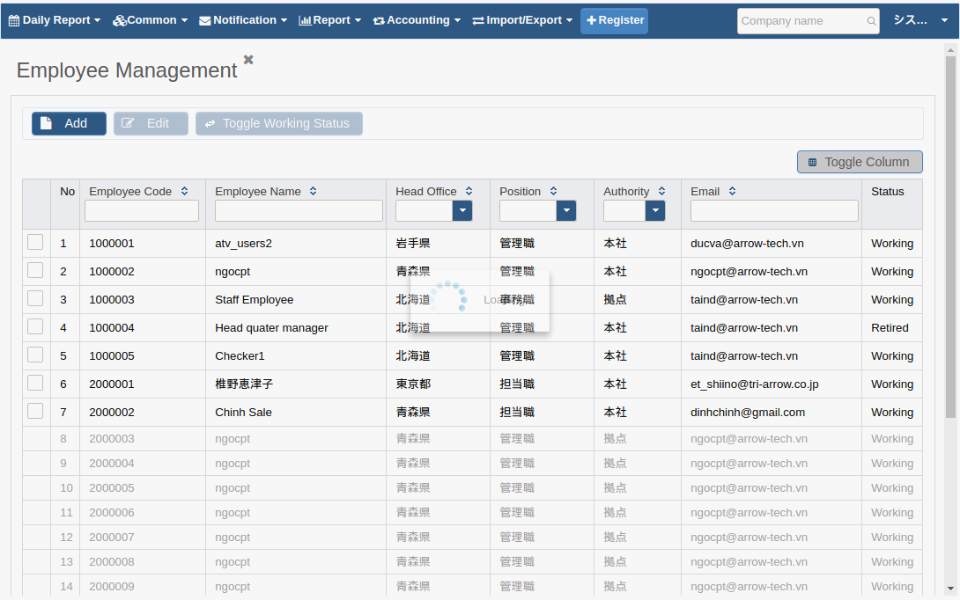 Daily Report Common Notification Report Accounting Import/Export Register Company name シス...
Employee Management
Add Edit Toggle Working Status
Toggle Column
No Employee Code Employee Name Head Office Position Authority Email Status
1 1000001 atv_users2 岩手県 管理職 本社 ducva@arrow-tech.vn Working
2 1000002 ngocpt 青森県 管理職 本社 ngocpt@arrow-tech.vn Working
3 1000003 Staff Employee 北海道 事務職 拠点 taind@arrow-tech.vn Working
4 1000004 Head quater manager 北海道 管理職 本社 taind@arrow-tech.vn Retired
5 1000005 Checker1 北海道 管理職 本社 taind@arrow-tech.vn Working
6 2000001 椎野恵津子 東京都 担当職 本社 et_shiino@tri-arrow.co.jp Working
7 2000002 Chinh Sale 青森県 担当職 本社 dinhchinh@gmail.com Working
8 2000003 ngocpt 青森県 管理職 拠点 ngocpt@arrow-tech.vn Working
9 2000004 ngocpt 青森県 管理職 拠点 ngocpt@arrow-tech.vn Working
10 2000005 ngocpt 青森県 管理職 拠点 ngocpt@arrow-tech.vn Working
11 2000006 ngocpt 青森県 管理職 拠点 ngocpt@arrow-tech.vn Working
12 2000007 ngocpt 青森県 管理職 拠点 ngocpt@arrow-tech.vn Working
13 2000008 ngocpt 青森県 管理職 拠点 ngocpt@arrow-tech.vn Working
14 2000009 ngocpt 青森県 管理職 拠点 ngocpt@arrow-tech.vn Working